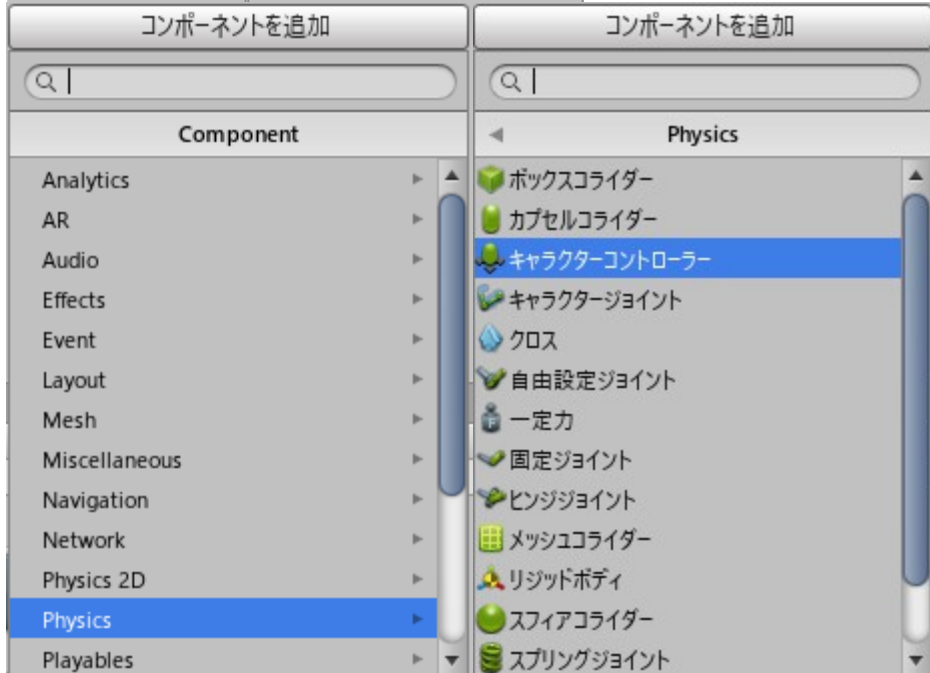 コンポーネントを追加
Component
Analytics
AR
Audio
Effects
Event
Layout
Mesh
Miscellaneous
Navigation
Network
Physics 2D
Physics
Playables
コンポーネントを追加
Physics
ボックスコライダー
カプセルコライダー
キャラクターコントローラー
キャラクタージョイント
クロス
自由設定ジョイント
一定力
固定ジョイント
ヒンジジョイント
メッシュコライダー
リジッドボディ
スフィアコライダー
スプリングジョイント